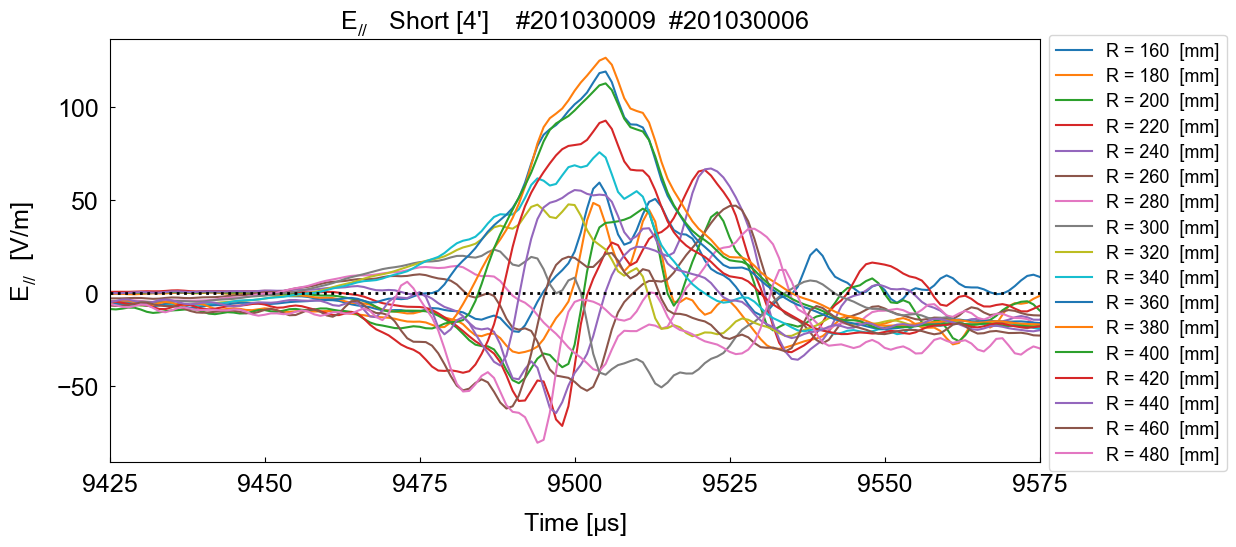 E// Short [4'] #201030009 #201030006
E// [V/m]
100
50
0
−50
9425 9450 9475 9500 9525 9550 9575
Time [μs]
R = 160 [mm]
R = 180 [mm]
R = 200 [mm]
R = 220 [mm]
R = 240 [mm]
R = 260 [mm]
R = 280 [mm]
R = 300 [mm]
R = 320 [mm]
R = 340 [mm]
R = 360 [mm]
R = 380 [mm]
R = 400 [mm]
R = 420 [mm]
R = 440 [mm]
R = 460 [mm]
R = 480 [mm]